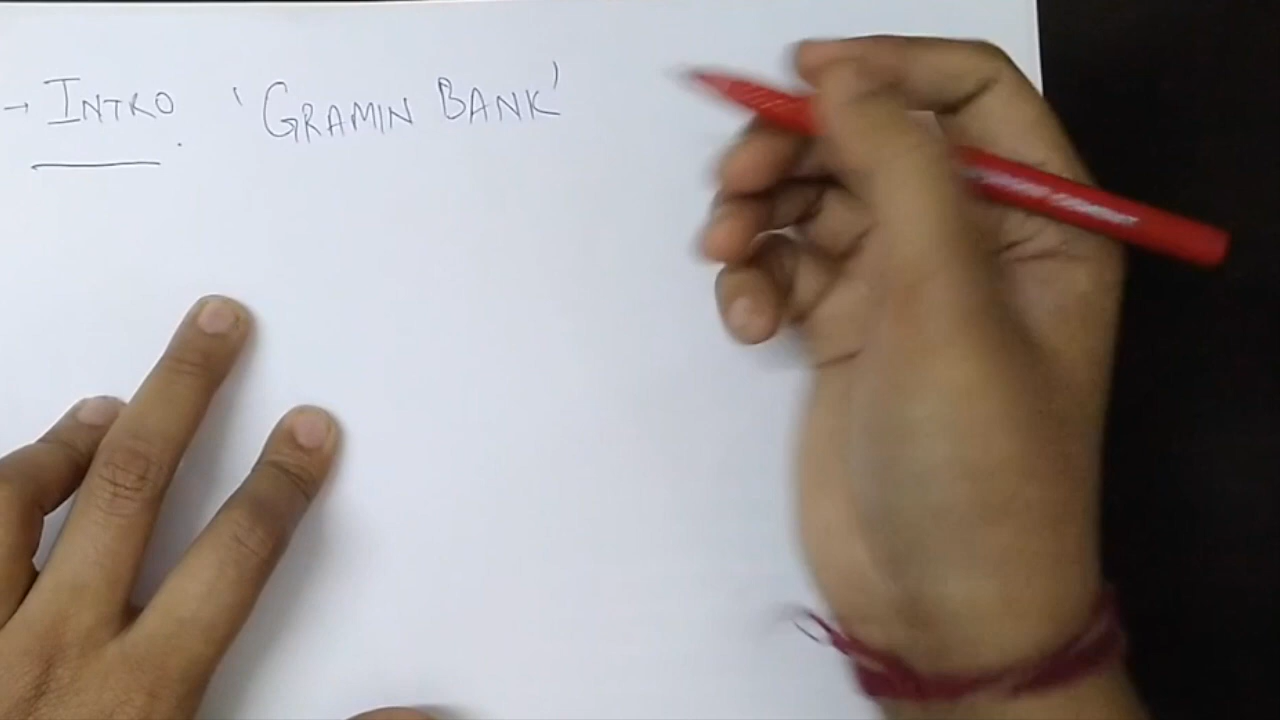 → INTRO 'GRAMIN BANK'